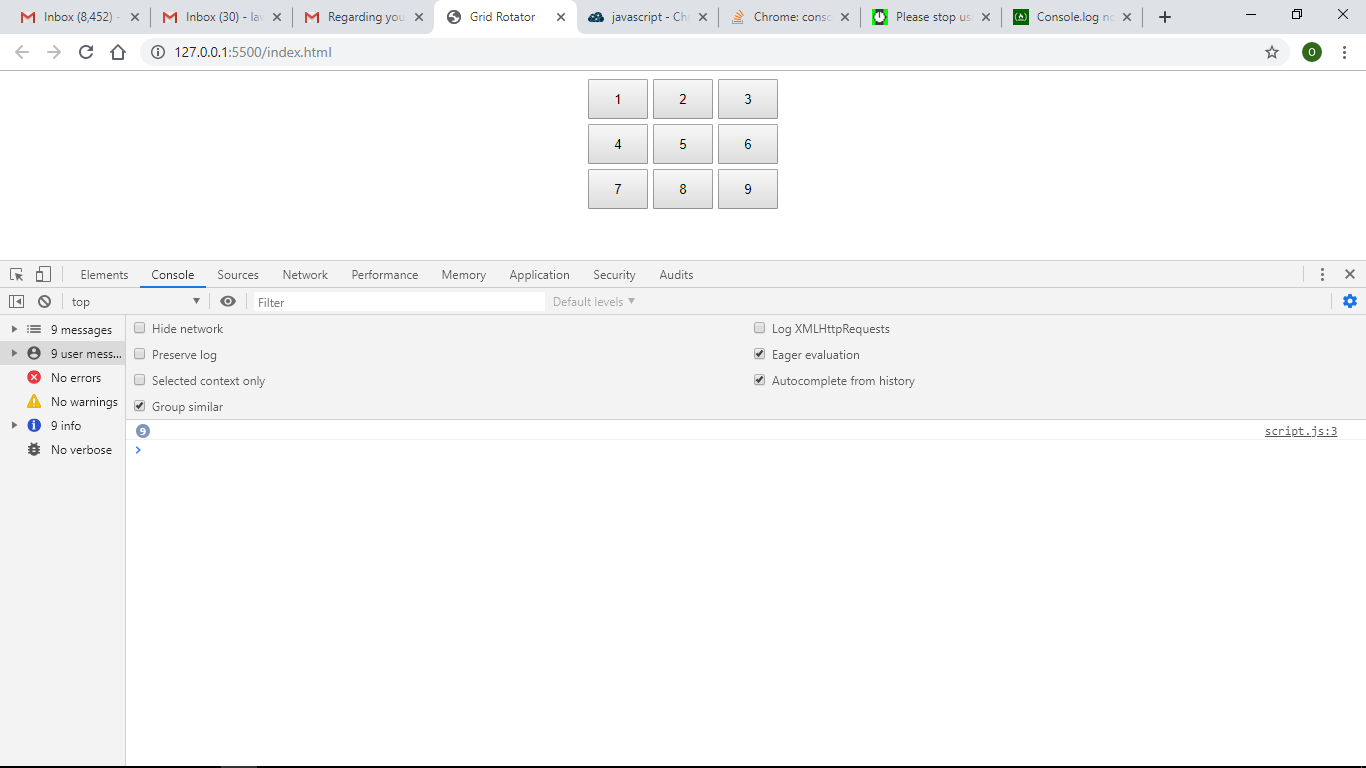 Inbox (8,452) -
Inbox (30) - lav
Regarding you
Grid Rotator
javascript - Ch
Chrome: consc
Please stop us
Console.log no
127.0.0.1:5500/index.html
O
1 2 3
4 5 6
7 8 9
Elements Console Sources Network Performance Memory Application Security Audits
top
Filter
Default levels
9 messages
9 user mess...
No errors
No warnings
9 info
No verbose
Hide network
Log XMLHttpRequests
Preserve log
Eager evaluation
Selected context only
Autocomplete from history
Group similar
9
script.js:3